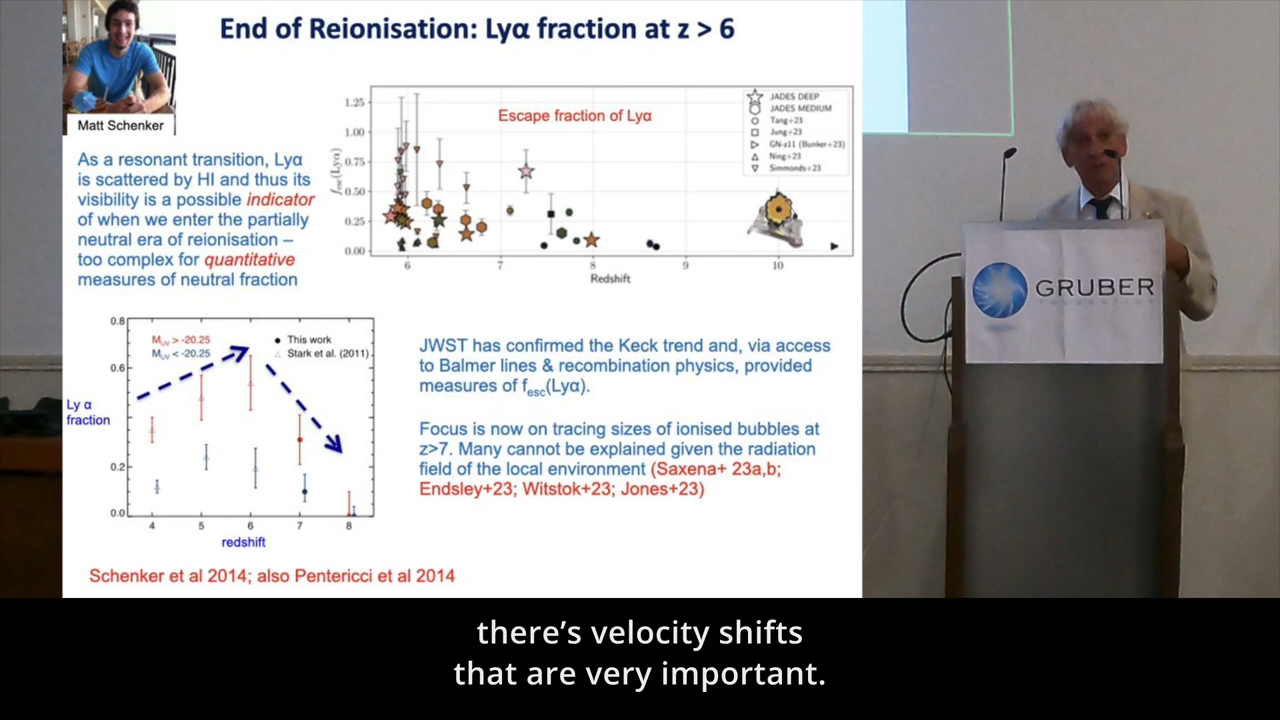 End of Reionisation: Lyα fraction at z > 6
Matt Schenker
As a resonant transition, Lyα
is scattered by HI and thus its
visibility is a possible indicator
of when we enter the partially
neutral era of reionisation –
too complex for quantitative
measures of neutral fraction
Escape fraction of Lyα
JADES DEEP
JADES MEDIUM
Tang+23
Jung+23
GN-z11 (Bunker+23)
Ning+23
Simmonds+23
fesc(Lyα)
1.25
1.00
0.75
0.50
0.25
0.00
6 7 8 9 10
Redshift
0.8
0.6
0.2
0.0
MUV > -20.25
MUV < -20.25
This work
Stark et al. (2011)
Ly α
fraction
4 5 6 7 8
redshift
JWST has confirmed the Keck trend and, via access
to Balmer lines & recombination physics, provided
measures of fesc(Lyα).
Focus is now on tracing sizes of ionised bubbles at
z>7. Many cannot be explained given the radiation
field of the local environment (Saxena+ 23a,b;
Endsley+23; Witstok+23; Jones+23)
Schenker et al 2014; also Pentericci et al 2014
GRUBER
FOUNDATION
there’s velocity shifts
that are very important.